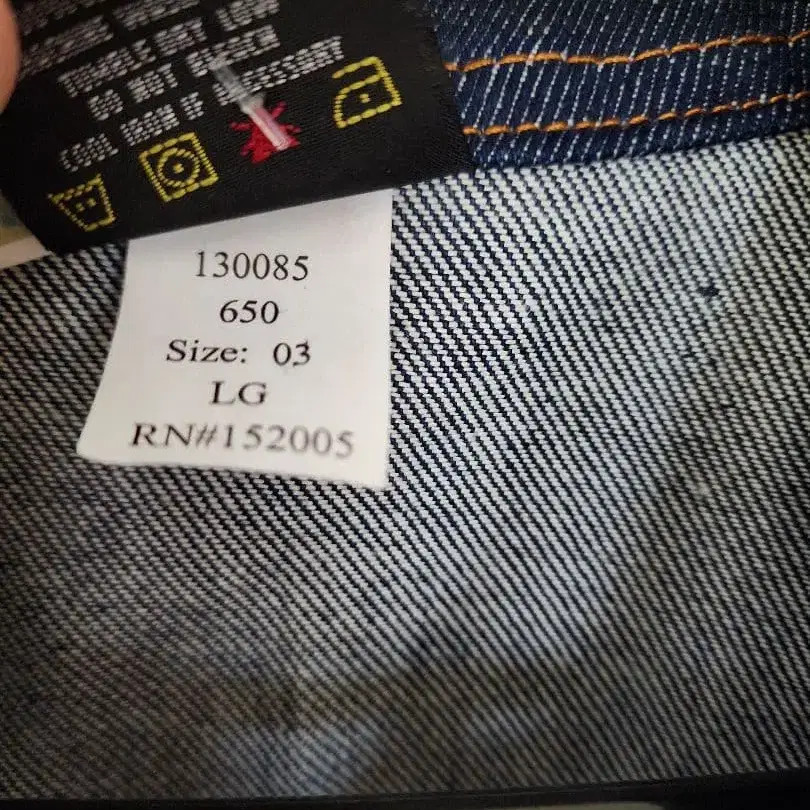 TUMBLE DRY LOW
DO NOT BLEACH
COOL IRON IF NECESSARY
130085
650
Size: 03
LG
RN#152005